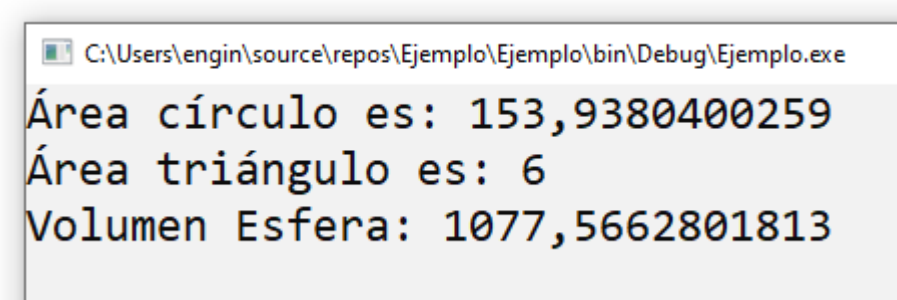 C:\Users\engin\source\repos\Ejemplo\Ejemplo\bin\Debug\Ejemplo.exe
Área círculo es: 153,9380400259
Área triángulo es: 6
Volumen Esfera: 1077,5662801813